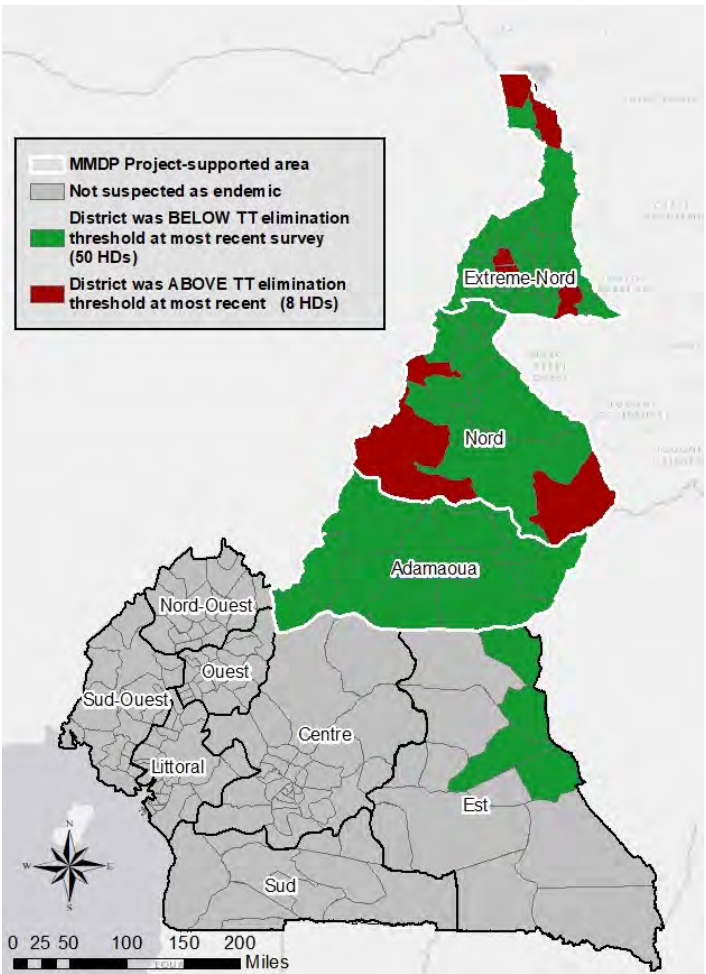 MMDP Project-supported area
Not suspected as endemic
District was BELOW TT elimination
threshold at most recent survey
(50 HDs)
District was ABOVE TT elimination
threshold at most recent (8 HDs)
Extreme-Nord
Nord
Adamaoua
Nord-Ouest
Ouest
Sud-Ouest
Centre
Littoral
Est
Sud
N
W E
S
0 25 50 100 150 200
Miles